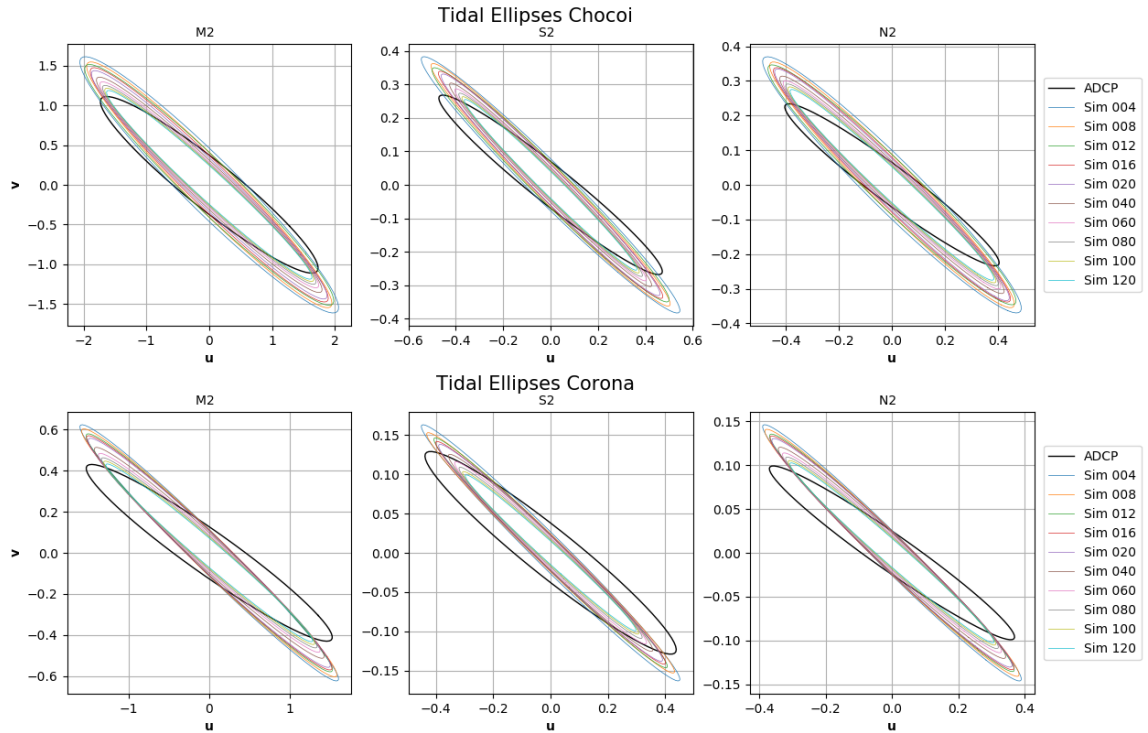 Tidal Ellipses Chocoi
M2
S2
N2
1.5
1.0
0.5
0.0
−0.5
−1.0
−1.5
v
−2
−1
0
1
2
u
0.4
0.3
0.2
0.1
0.0
−0.1
−0.2
−0.3
−0.4
−0.6
−0.4
−0.2
0.0
0.2
0.4
0.6
u
0.4
0.3
0.2
0.1
0.0
−0.1
−0.2
−0.3
−0.4
−0.4
−0.2
0.0
0.2
0.4
u
ADCP
Sim 004
Sim 008
Sim 012
Sim 016
Sim 020
Sim 040
Sim 060
Sim 080
Sim 100
Sim 120
Tidal Ellipses Corona
M2
S2
N2
0.6
0.4
0.2
0.0
−0.2
−0.4
−0.6
v
−1
0
1
u
0.15
0.10
0.05
0.00
−0.05
−0.10
−0.15
−0.4
−0.2
0.0
0.2
0.4
u
0.15
0.10
0.05
0.00
−0.05
−0.10
−0.15
−0.4
−0.2
0.0
0.2
0.4
u
ADCP
Sim 004
Sim 008
Sim 012
Sim 016
Sim 020
Sim 040
Sim 060
Sim 080
Sim 100
Sim 120